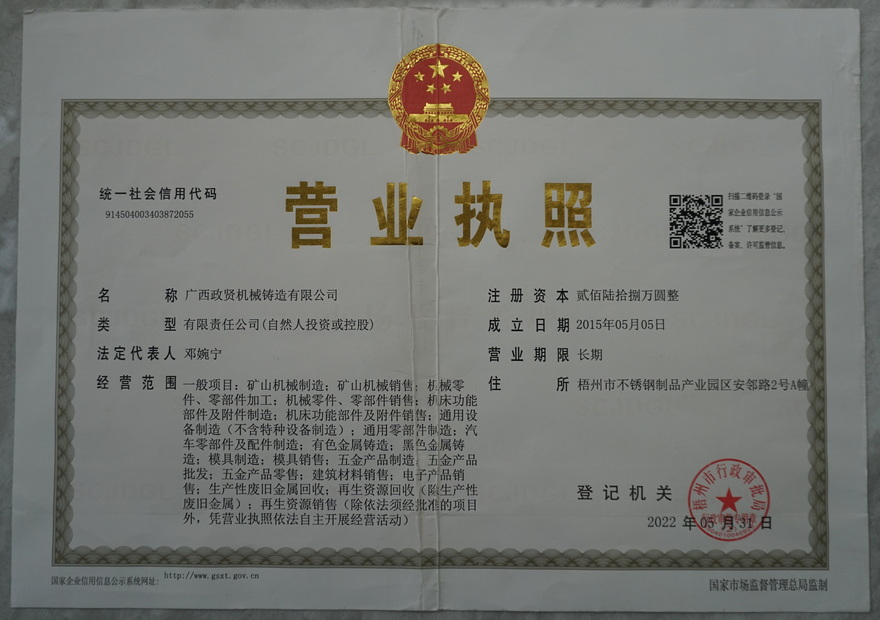 营业执照
统一社会信用代码
914504003403872055
扫描二维码登录“国
家企业信用信息公示
系统”了解更多登记、
备案、许可监管信息。
名称 广西政贤机械铸造有限公司
类型 有限责任公司(自然人投资或控股)
法定代表人 邓婉宁
经营范围 一般项目：矿山机械制造；矿山机械销售；机械零
件、零部件加工；机械零件、零部件销售；机床功能
部件及附件制造；机床功能部件及附件销售；通用设
备制造（不含特种设备制造）；通用零部件制造；汽
车零部件及配件制造；有色金属铸造；黑色金属铸
造；模具制造；模具销售；五金产品制造；五金产品
批发；五金产品零售；建筑材料销售；电子产品销
售；生产性废旧金属回收；再生资源回收（除生产性
废旧金属）；再生资源销售（除依法须经批准的项目
外，凭营业执照依法自主开展经营活动）
注册资本 贰佰陆拾捌万圆整
成立日期 2015年05月05日
营业期限 长期
住所 梧州市不锈钢制品产业园区安邻路2号A幢
登记机关
梧州市行政审批局
2022 年 05 月 31 日
国家企业信用信息公示系统网址：http://www.gsxt.gov.cn
国家市场监督管理总局监制